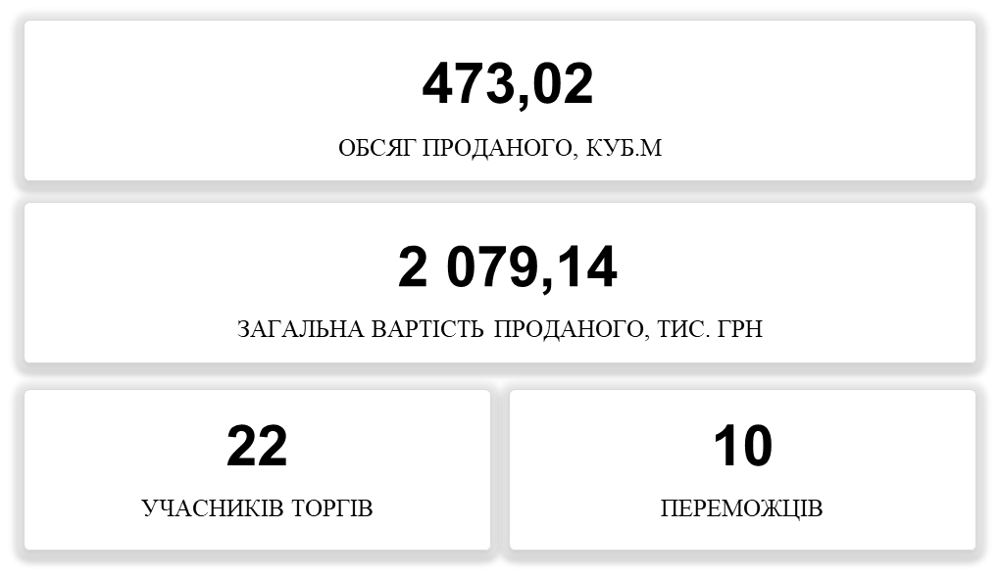 473,02
ОБСЯГ ПРОДАНОГО, КУБ.М
2 079,14
ЗАГАЛЬНА ВАРТІСТЬ ПРОДАНОГО, ТИС. ГРН
22
УЧАСНИКІВ ТОРГІВ
10
ПЕРЕМОЖЦІВ